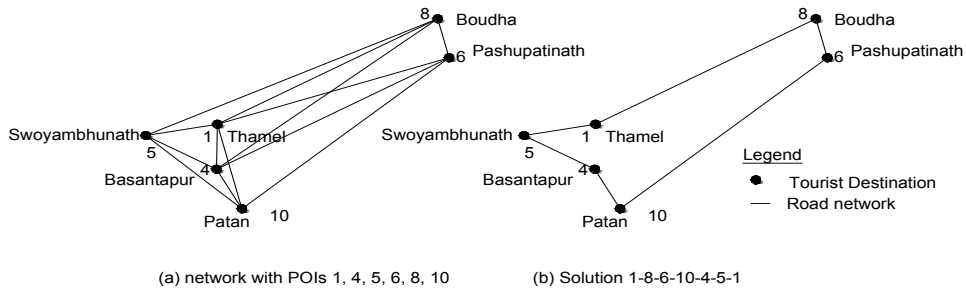 8
Boudha
Pashupatinath
6
Swoyambhunath
1
Thamel
5
4
Basantapur
Patan
10
8
Boudha
Pashupatinath
6
Swoyambhunath
1
Thamel
5
4
Basantapur
Patan
10
Legend
Tourist Destination
Road network
(a) network with POIs 1, 4, 5, 6, 8, 10
(b) Solution 1-8-6-10-4-5-1